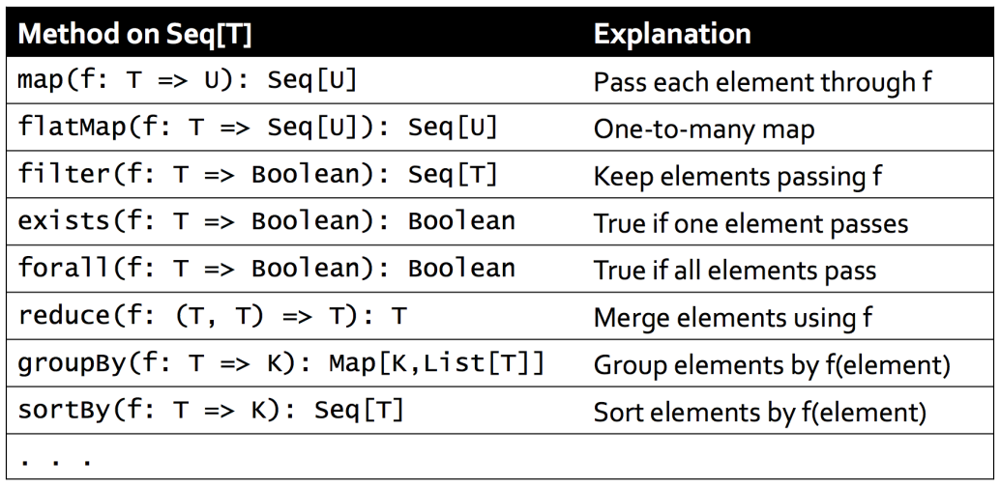 Method on Seq[T] Explanation
map(f: T => U): Seq[U] Pass each element through f
flatMap(f: T => Seq[U]): Seq[U] One-to-many map
filter(f: T => Boolean): Seq[T] Keep elements passing f
exists(f: T => Boolean): Boolean True if one element passes
forall(f: T => Boolean): Boolean True if all elements pass
reduce(f: (T, T) => T): T Merge elements using f
groupBy(f: T => K): Map[K,List[T]] Group elements by f(element)
sortBy(f: T => K): Seq[T] Sort elements by f(element)
. . .